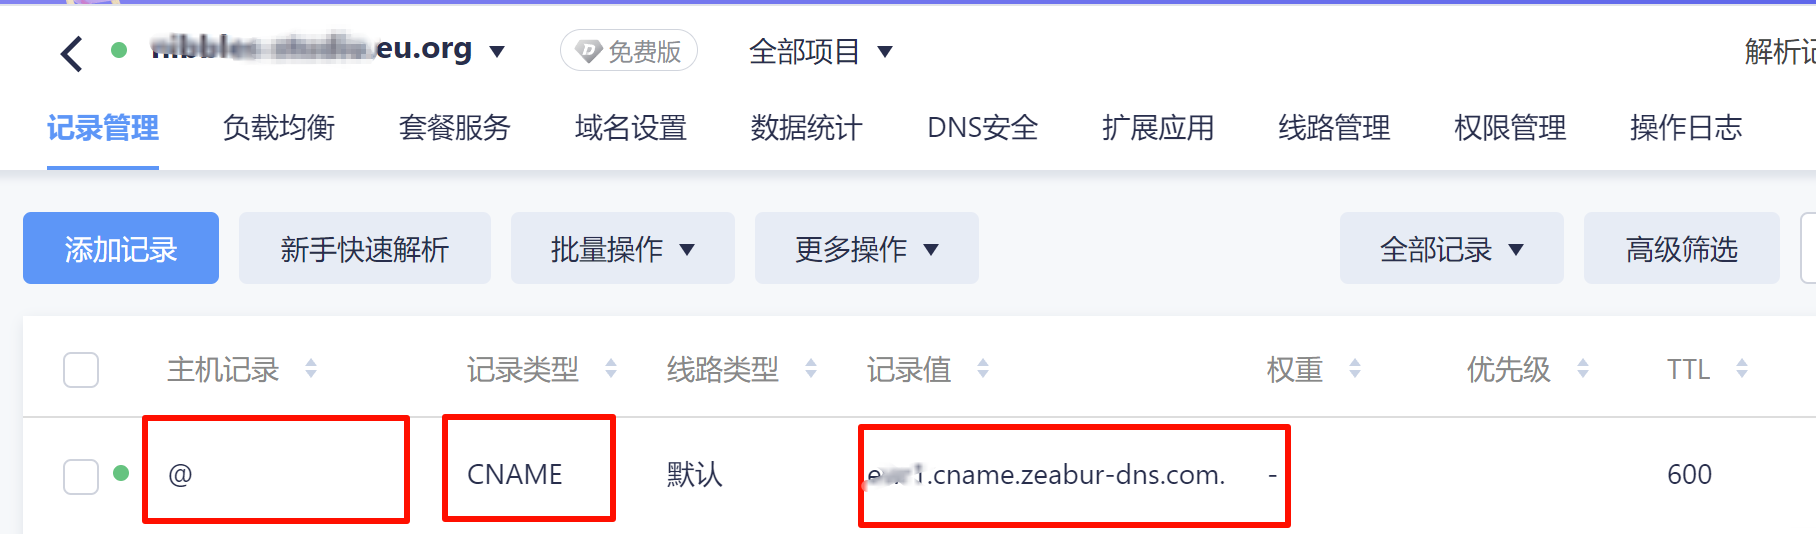 .eu.org 免费版 全部项目 解析记
记录管理 负载均衡 套餐服务 域名设置 数据统计 DNS安全 扩展应用 线路管理 权限管理 操作日志
添加记录 新手快速解析 批量操作 更多操作 全部记录 高级筛选
主机记录 记录类型 线路类型 记录值 权重 优先级 TTL
@ CNAME 默认 .cname.zeabur-dns.com. - 600